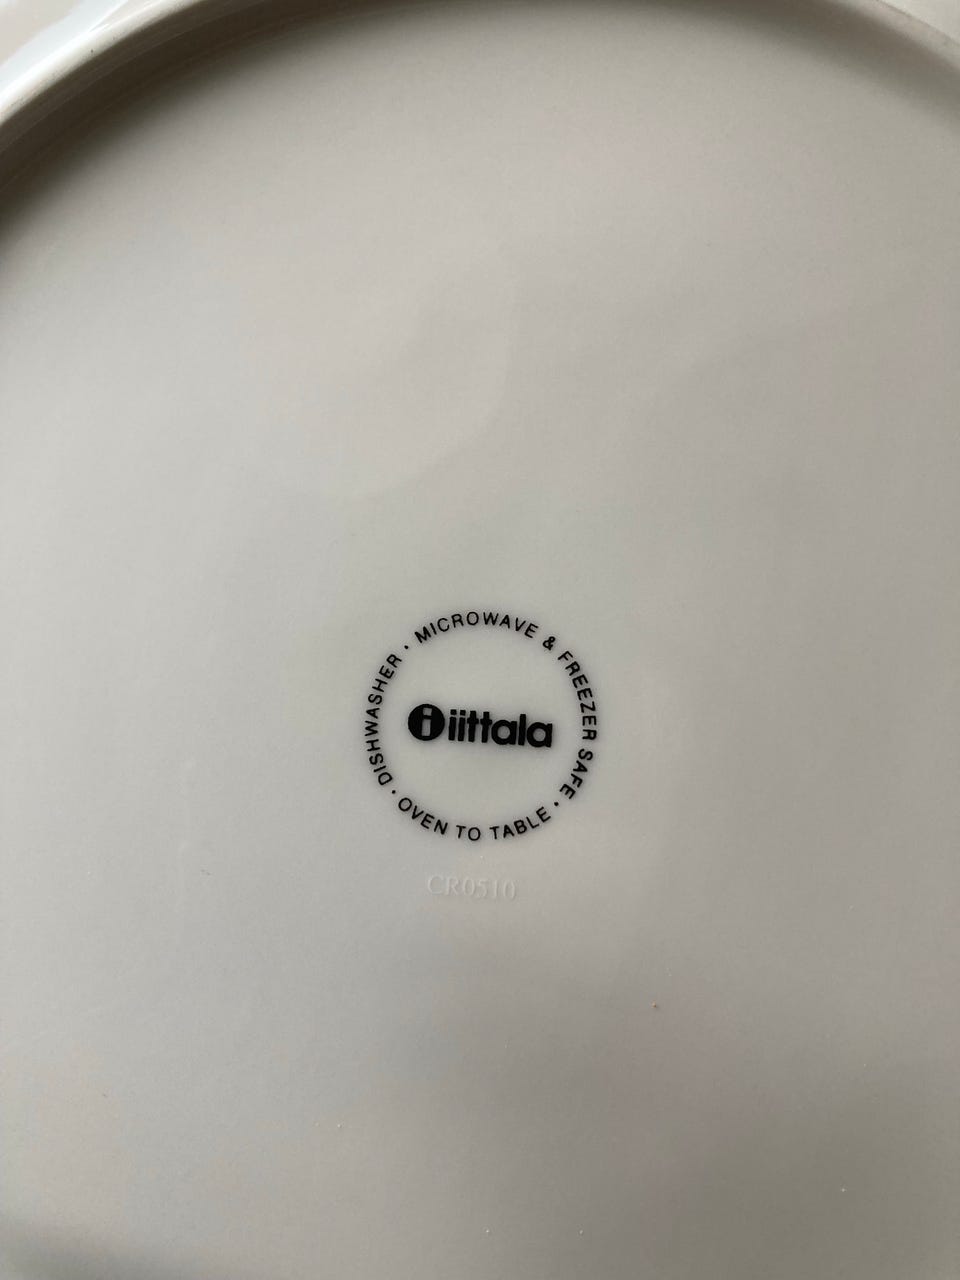 DISHWASHER · MICROWAVE & FREEZER SAFE · OVEN TO TABLE ·
i iittala
CR0510